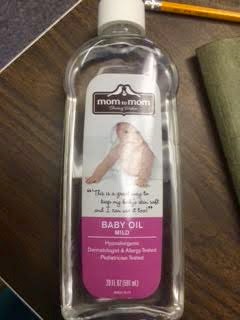 mom to mom
"This is a great way to
keep my baby's skin soft
and I can use it too!"
BABY OIL
MILD
Hypoallergenic
Dermatologist & Allergy Tested
Pediatrician Tested
20 FL OZ (591 mL)